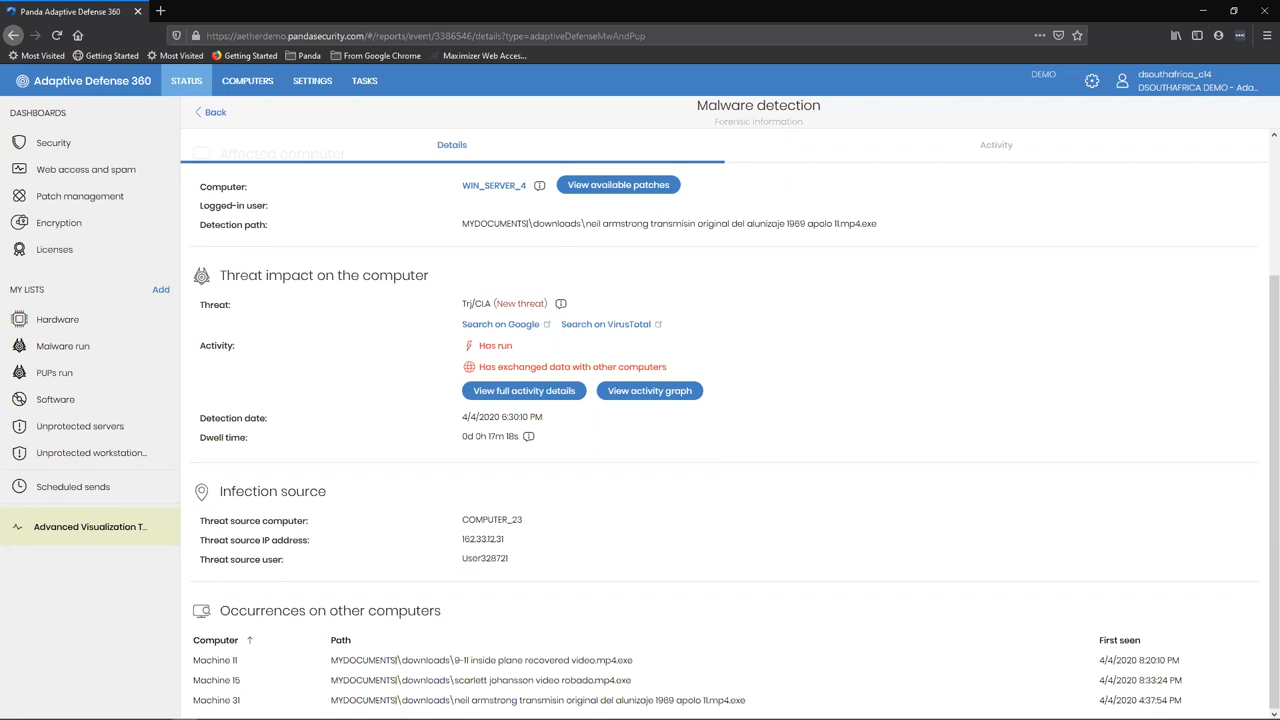 Panda Adaptive Defense 360
https://aetherdemo.pandasecurity.com/#/reports/event/3386546/details?type=adaptiveDefenseMwAndPup
Most Visited Getting Started Most Visited Getting Started Panda From Google Chrome Maximizer Web Acces...
Adaptive Defense 360 STATUS COMPUTERS SETTINGS TASKS DEMO dsouthafrica_c14
DSOUTHAFRICA DEMO - Ada...
DASHBOARDS
Security
Web access and spam
Patch management
Encryption
Licenses
MY LISTS Add
Hardware
Malware run
PUPs run
Software
Unprotected servers
Unprotected workstation...
Scheduled sends
Advanced Visualization T...
Back
Malware detection
Forensic information
Details Activity
Affected computer
Computer: WIN_SERVER_4 View available patches
Logged-in user:
Detection path: MYDOCUMENTS|\downloads\neil armstrong transmisin original del alunizaje 1969 apolo 11.mp4.exe
Threat impact on the computer
Threat: Trj/CI.A (New threat)
Search on Google Search on VirusTotal
Activity: Has run
Has exchanged data with other computers
View full activity details View activity graph
Detection date: 4/4/2020 6:30:10 PM
Dwell time: 0d 0h 17m 18s
Infection source
Threat source computer: COMPUTER_23
Threat source IP address: 162.33.12.31
Threat source user: User328721
Occurrences on other computers
Computer Path First seen
Machine 11 MYDOCUMENTS|\downloads\9-11 inside plane recovered video.mp4.exe 4/4/2020 8:20:10 PM
Machine 15 MYDOCUMENTS|\downloads\scarlett johansson video robado.mp4.exe 4/4/2020 8:33:24 PM
Machine 31 MYDOCUMENTS|\downloads\neil armstrong transmisin original del alunizaje 1969 apolo 11.mp4.exe 4/4/2020 4:37:54 PM